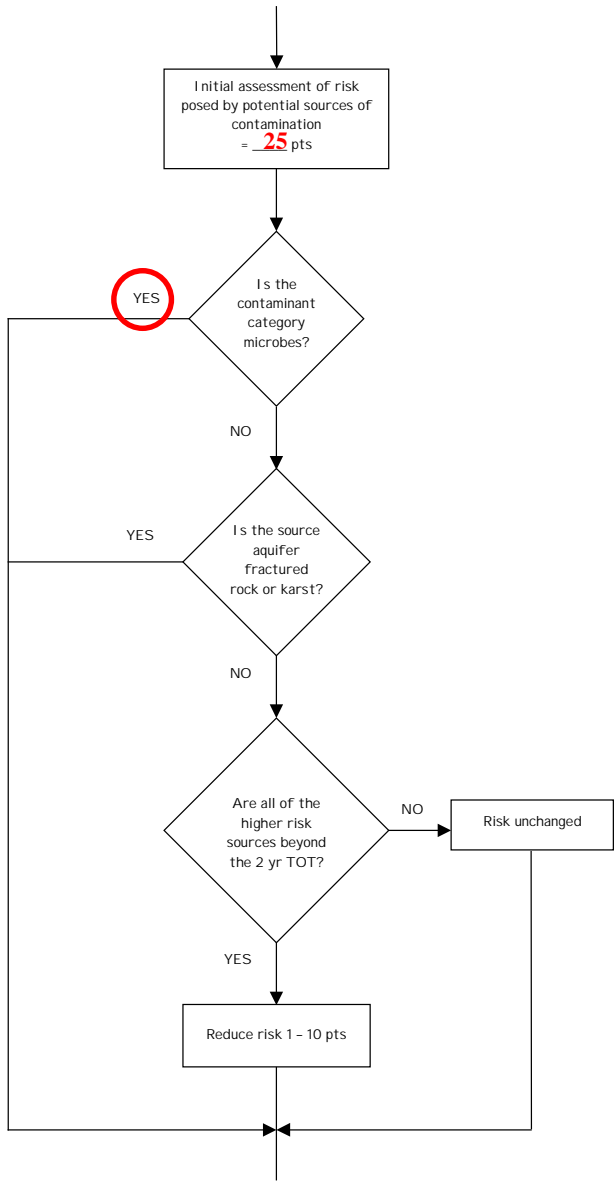 Initial assessment of risk
posed by potential sources of
contamination
= 25 pts
YES
Is the
contaminant
category
microbes?
NO
YES
Is the source
aquifer
fractured
rock or karst?
NO
Are all of the
higher risk
sources beyond
the 2 yr TOT?
NO
Risk unchanged
YES
Reduce risk 1 – 10 pts